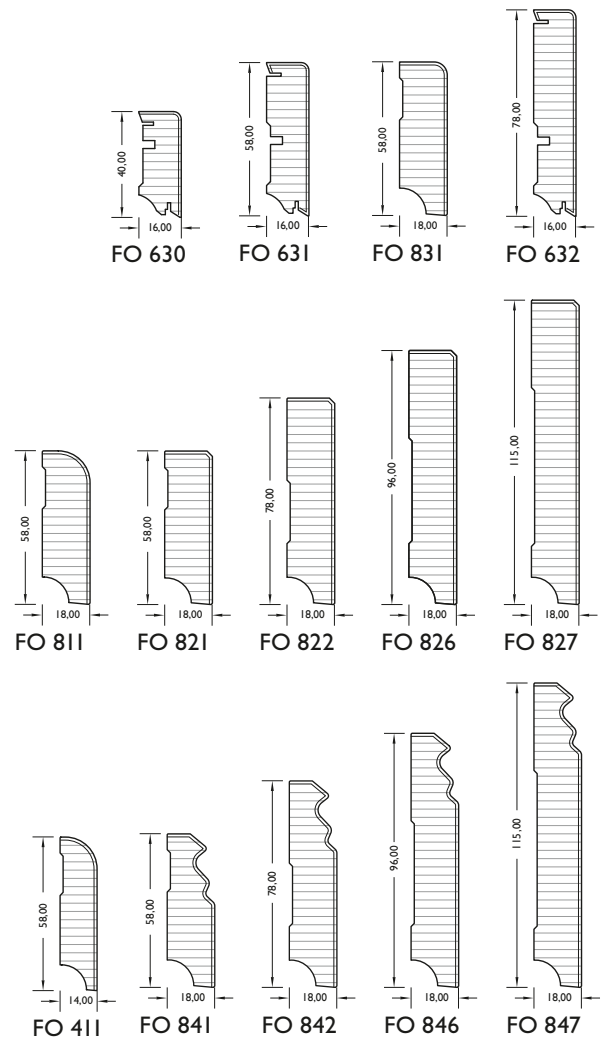 40,00
16,00
FO 630
58,00
16,00
FO 631
58,00
18,00
FO 831
78,00
16,00
FO 632
58,00
18,00
FO 811
58,00
18,00
FO 821
78,00
18,00
FO 822
96,00
18,00
FO 826
115,00
18,00
FO 827
58,00
14,00
FO 411
58,00
18,00
FO 841
78,00
18,00
FO 842
96,00
18,00
FO 846
115,00
18,00
FO 847